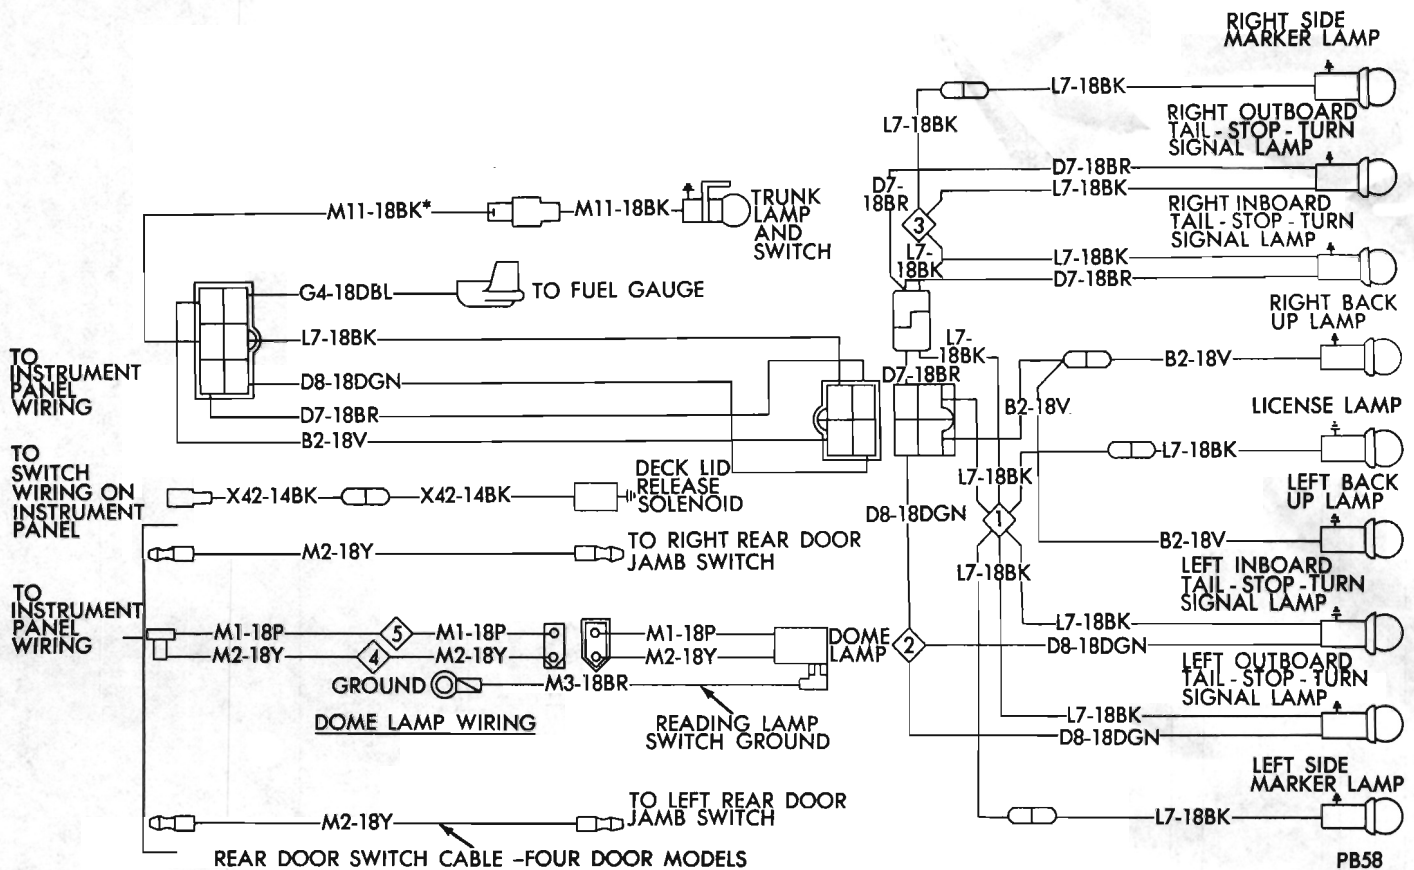 RIGHT SIDE
MARKER LAMP
L7-18BK
L7-18BK
RIGHT OUTBOARD
TAIL - STOP - TURN
SIGNAL LAMP
D7-18BR
L7-18BK
D7-
18BR
3
RIGHT INBOARD
TAIL - STOP - TURN
SIGNAL LAMP
L7-
18BK
L7-18BK
D7-18BR
M11-18BK*
M11-18BK
TRUNK
LAMP
AND
SWITCH
G4-18DBL
TO FUEL GAUGE
RIGHT BACK
UP LAMP
L7-18BK
L7-
18BK
B2-18V
TO
INSTRUMENT
PANEL
WIRING
D8-18DGN
D7-18BR
D7-18BR
B2-18V
B2-18V
LICENSE LAMP
L7-18BK
TO
SWITCH
WIRING ON
INSTRUMENT
PANEL
X42-14BK
X42-14BK
DECK LID
RELEASE
SOLENOID
L7-18BK
LEFT BACK
UP LAMP
D8-18DGN
1
B2-18V
M2-18Y
TO RIGHT REAR DOOR
JAMB SWITCH
L7-18BK
LEFT INBOARD
TAIL - STOP - TURN
SIGNAL LAMP
TO
INSTRUMENT
PANEL
WIRING
M1-18P
5
M1-18P
M1-18P
M2-18Y
4
M2-18Y
M2-18Y
DOME
LAMP
2
L7-18BK
D8-18DGN
GROUND
M3-18BR
LEFT OUTBOARD
TAIL - STOP - TURN
SIGNAL LAMP
DOME LAMP WIRING
READING LAMP
SWITCH GROUND
L7-18BK
D8-18DGN
LEFT SIDE
MARKER LAMP
L7-18BK
M2-18Y
TO LEFT REAR DOOR
JAMB SWITCH
REAR DOOR SWITCH CABLE –FOUR DOOR MODELS
PB58